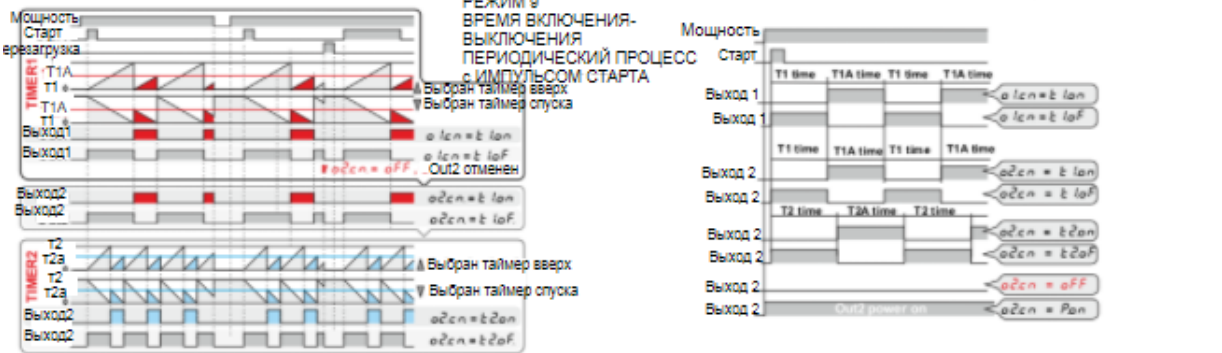 РЕЖИМ 9
ВРЕМЯ ВКЛЮЧЕНИЯ-
ВЫКЛЮЧЕНИЯ
ПЕРИОДИЧЕСКИЙ ПРОЦЕСС
с ИМПУЛЬСОМ СТАРТА
Мощность
Старт
ерезагрузка
TIMER1
T1A
T1
T1A
T1
Выбран таймер вверх
Выбран таймер спуска
Выход1
o1cn=t1on
Выход1
o1cn=t1oF
o2cn=oFF. Out2 отменен
Выход2
o2cn=t1on
Выход2
o2cn=t1oF.
TIMER2
T2
т2a
T2
т2a
Выбран таймер вверх
Выбран таймер спуска
Выход2
o2cn=t2on
Выход2
o2cn=t2oF.
Мощность
Старт
T1 time T1A time T1 time T1A time
Выход 1
o1cn=t1on
Выход 1
o1cn=t1oF
T1 time T1A time T1 time T1A time
Выход 2
o2cn = t1on
Выход 2
o2cn = t1oF
T2 time T2A time T2 time
Выход 2
o2cn = t2on
Выход 2
o2cn = t2oF
Выход 2
o2cn = oFF
Выход 2
Out2 power on
o2cn = Pon